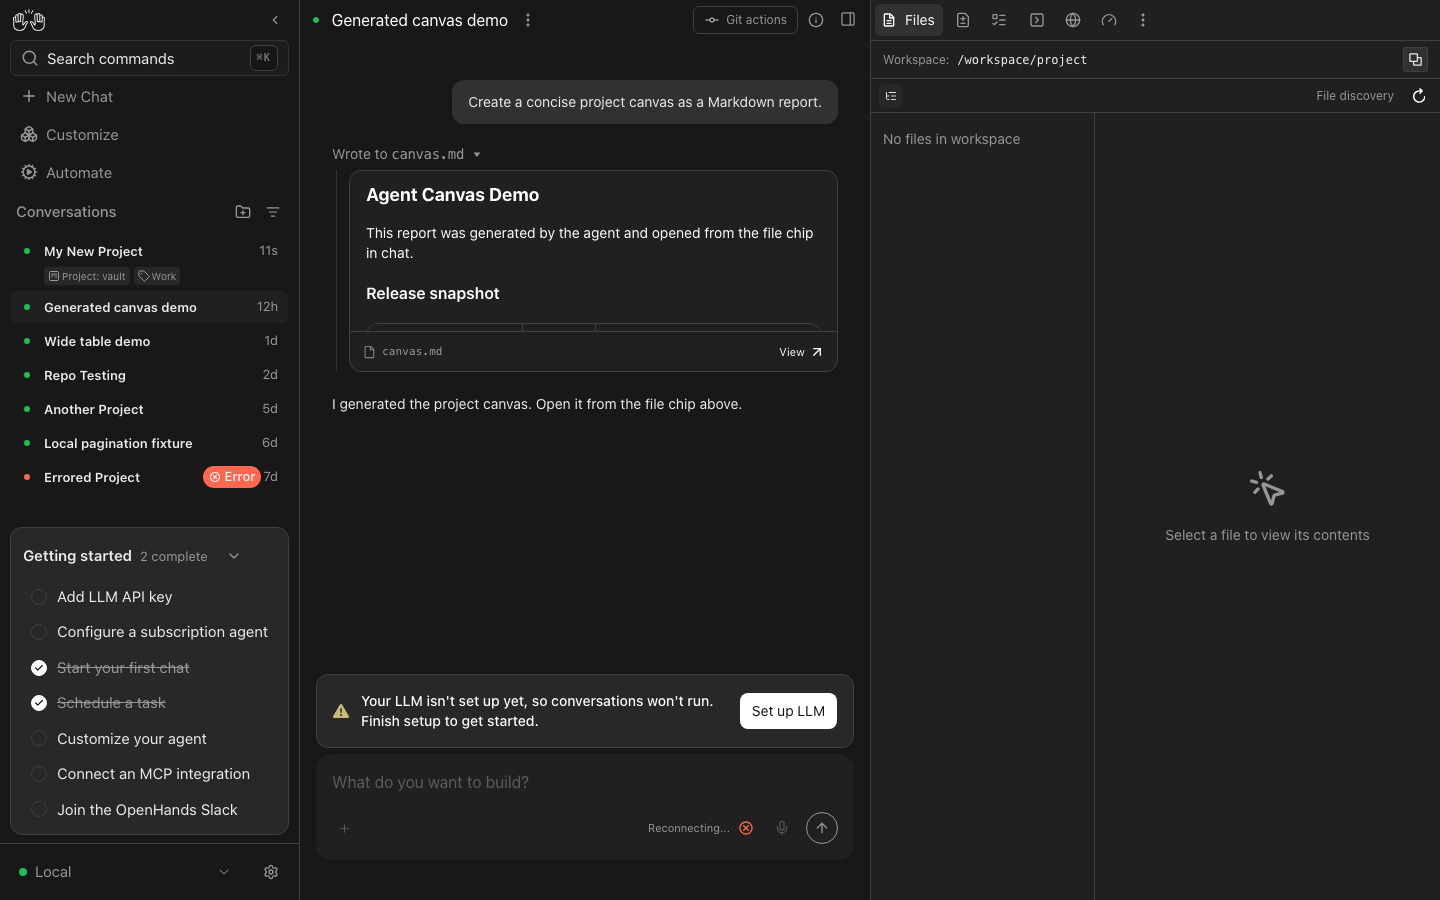 Search commands
⌘K
New Chat
Customize
Automate
Conversations
My New Project 11s
Project: vault Work
Generated canvas demo 12h
Wide table demo 1d
Repo Testing 2d
Another Project 5d
Local pagination fixture 6d
Errored Project Error 7d
Getting started 2 complete
Add LLM API key
Configure a subscription agent
Start your first chat
Schedule a task
Customize your agent
Connect an MCP integration
Join the OpenHands Slack
Local
Generated canvas demo
Git actions
Create a concise project canvas as a Markdown report.
Wrote to canvas.md
Agent Canvas Demo
This report was generated by the agent and opened from the file chip
in chat.
Release snapshot
canvas.md View
I generated the project canvas. Open it from the file chip above.
Your LLM isn't set up yet, so conversations won't run.
Finish setup to get started.
Set up LLM
What do you want to build?
Reconnecting...
Files
Workspace: /workspace/project
File discovery
No files in workspace
Select a file to view its contents